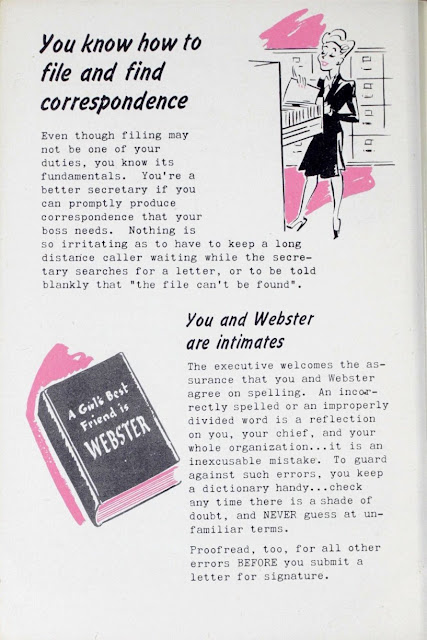 You know how to
file and find
correspondence
Even though filing may
not be one of your
duties, you know its
fundamentals. You're a
better secretary if you
can promptly produce
correspondence that your
boss needs. Nothing is
so irritating as to have to keep a long
distance caller waiting while the secre-
tary searches for a letter, or to be told
blankly that "the file can't be found".
You and Webster
are intimates
The executive welcomes the as-
surance that you and Webster
agree on spelling. An incor-
rectly spelled or an improperly
divided word is a reflection
on you, your chief, and your
whole organization...it is an
inexcusable mistake. To guard
against such errors, you keep
a dictionary handy...check
any time there is a shade of
doubt, and NEVER guess at un-
familiar terms.
Proofread, too, for all other
errors BEFORE you submit a
letter for signature.
A Girl's Best
Friend is
WEBSTER